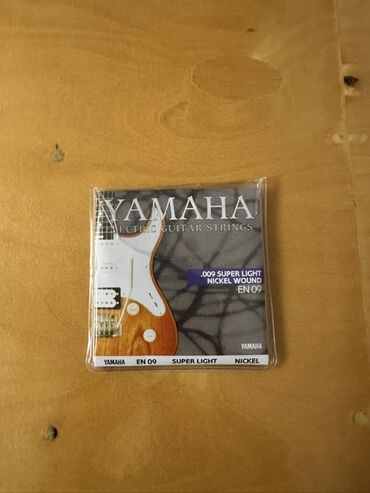 YAMAHA
ELECTRIC GUITAR STRINGS
.009 SUPER LIGHT
NICKEL WOUND
EN 09
YAMAHA
YAMAHA EN 09 SUPER LIGHT NICKEL